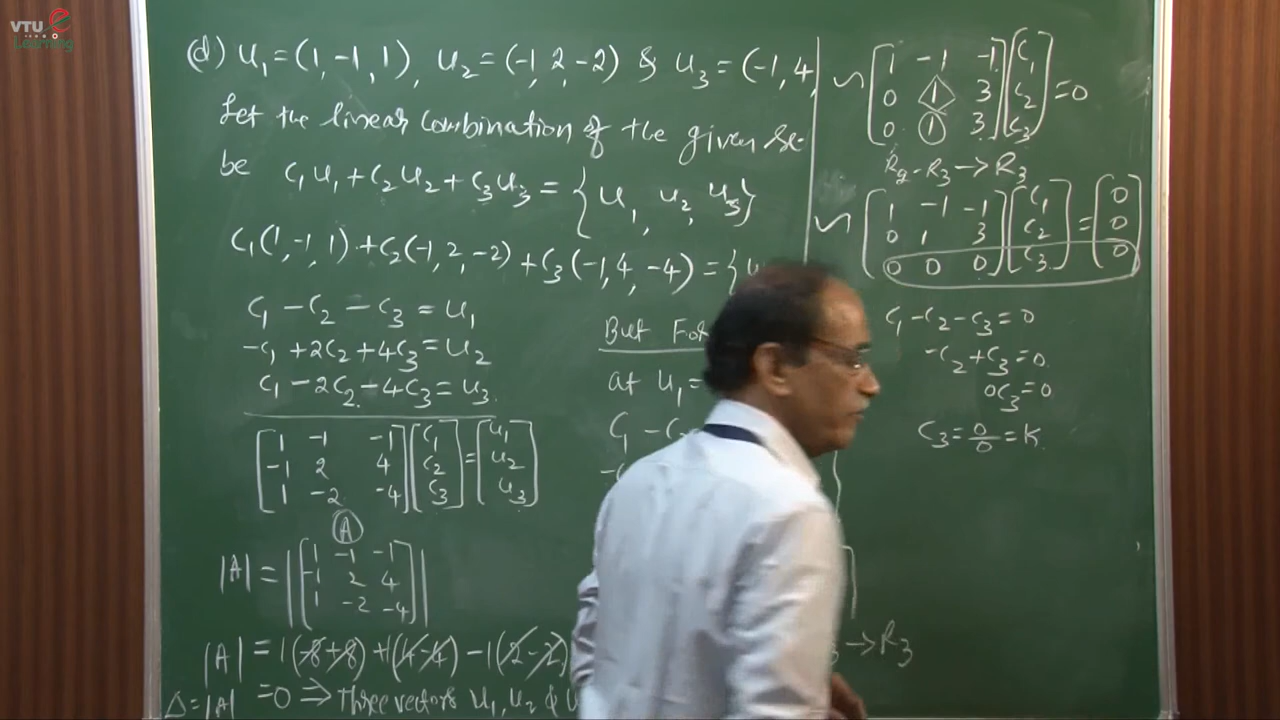 VTU e
Learning
(d) u₁=(1,-1,1), u₂=(-1,2,-2) & u₃=(-1,4,
Let the linear combination of the given se
be c₁u₁+c₂u₂+c₃u₃={u₁, u₂, u₃}
c₁(1,-1,1)+c₂(-1,2,-2)+c₃(-1,4,-4)={u
c₁-c₂-c₃=u₁
-c₁+2c₂+4c₃=u₂
c₁-2c₂-4c₃=u₃
[1 -1 -1][c₁]=[u₁]
[-1 2 4][c₂]=[u₂]
[1 -2 -4][c₃]=[u₃]
A
|A|=|[1 -1 -1]|
[-1 2 4]
[1 -2 -4]
|A|=1(-8+8)+1(4-4)-1(2-2)
Δ=|A|=0⇒Three vectors u₁,u₂ &
But For
at u₁=
c₁-c
→R₃
~[1 -1 -1][c₁]
[0 1 3][c₂]=0
[0 1 3][c₃]
R₂-R₃→R₃
~[1 -1 -1][c₁]=[0]
[0 1 3][c₂]=[0]
[0 0 0][c₃]=[0]
c₁-c₂-c₃=0
-c₂+c₃=0
0c₃=0
c₃=0/0=K